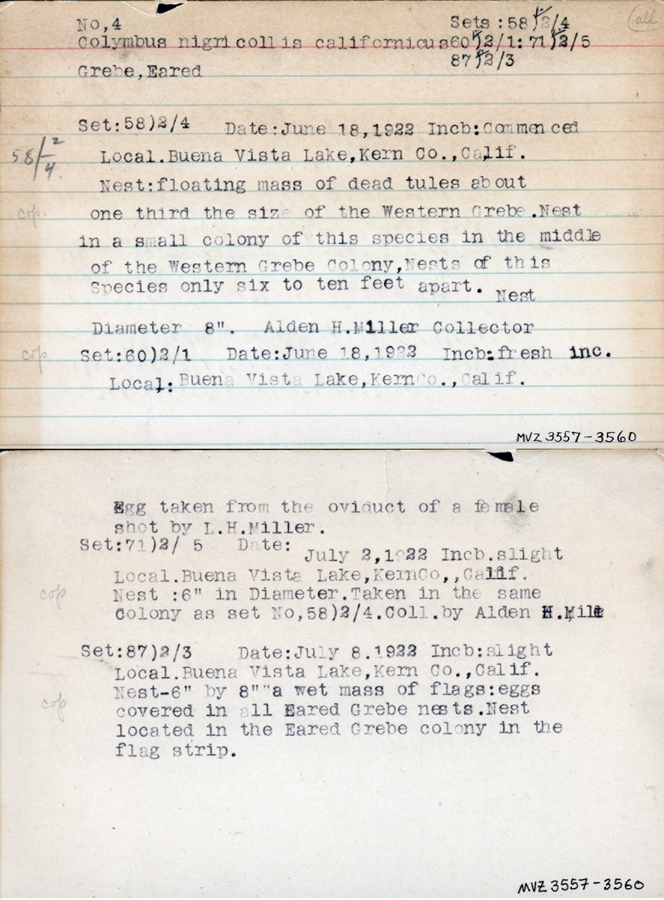 No,4 Sets:58)2/4
Colymbus nigricollis californicus60)2/1:71)2/5
87)2/3
Grebe,Eared
all
Set:58)2/4 Date:June 18,1922 Incb:Commenced
58/2/4
Local.Buena Vista Lake,Kern Co.,Calif.
Nest:floating mass of dead tules about
cop.
one third the size of the Western Grebe.Nest
in a small colony of this species in the middle
of the Western Grebe Colony,Nests of this
Species only six to ten feet apart. Nest
Diameter 8". Alden H.Miller Collector
cop
Set:60)2/1 Date:June 18,1922 Incb:fresh inc.
Local:Buena Vista Lake,KernCo.,Calif.
MVZ 3557-3560
Egg taken from the oviduct of a female
shot by L.H.Miller.
Set:71)2/ 5 Date: July 2,1922 Incb.slight
Local.Buena Vista Lake,KernCo,,Calif.
cop
Nest :6" in Diameter.Taken in the same
Colony as set No,58)2/4.Coll.by Alden H.Mille
Set:87)2/3 Date:July 8.1922 Incb:slight
Local.Buena Vista Lake,Kern Co.,Calif.
Nest-6" by 8""a wet mass of flags:eggs
cop
covered in all Eared Grebe nests.Nest
located in the Eared Grebe colony in the
flag strip.
MVZ 3557-3560